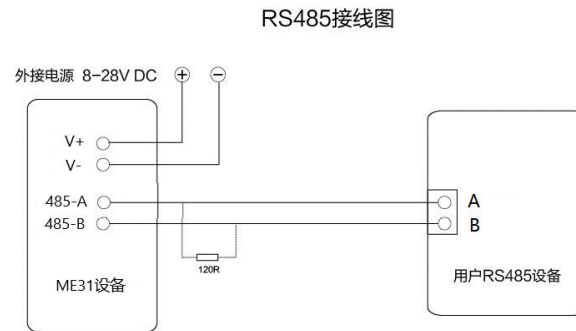 RS485接线图
外接电源 8-28V DC + -
V+
V-
485-A
485-B
A
B
120R
ME31设备
用户RS485设备